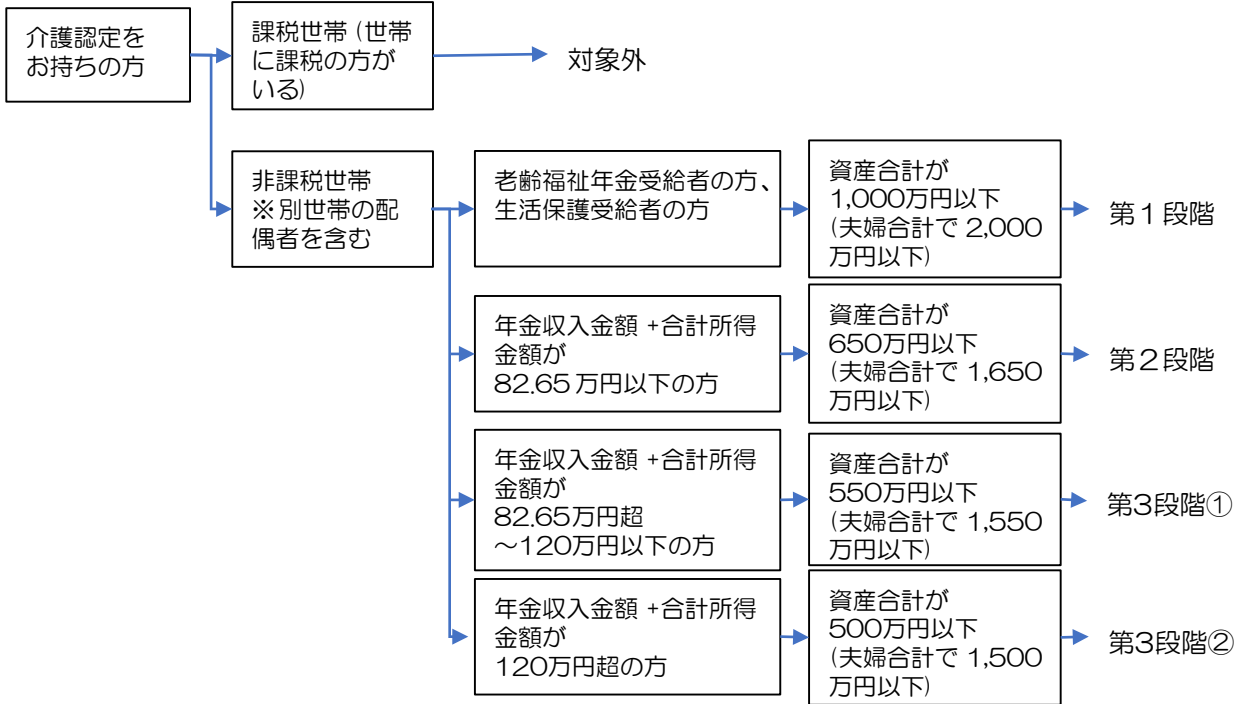 介護認定を
お持ちの方
課税世帯（世帯
に課税の方が
いる）
対象外
非課税世帯
※別世帯の配
偶者を含む
老齢福祉年金受給者の方、
生活保護受給者の方
資産合計が
1,000万円以下
（夫婦合計で 2,000
万円以下）
第１段階
年金収入金額 +合計所得
金額が
82.65 万円以下の方
資産合計が
650万円以下
（夫婦合計で 1,650
万円以下）
第２段階
年金収入金額 +合計所得
金額が
82.65万円超
～120万円以下の方
資産合計が
550万円以下
（夫婦合計で 1,550
万円以下）
第3段階①
年金収入金額 +合計所得
金額が
120万円超の方
資産合計が
500万円以下
（夫婦合計で 1,500
万円以下）
第3段階②